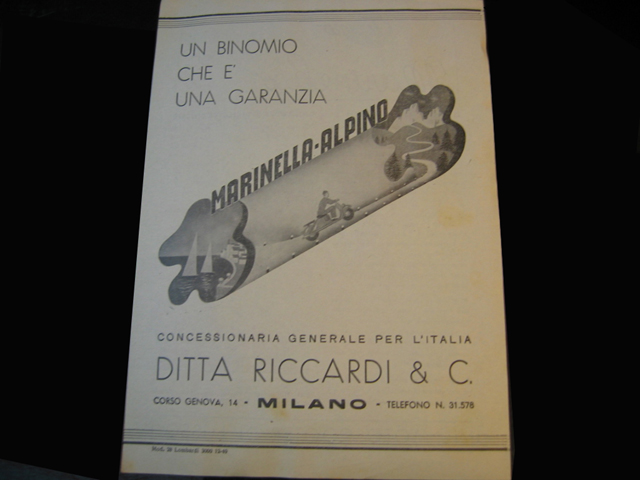 UN BINOMIO
CHE E'
UNA GARANZIA
MARINELLA-ALPINO
CONCESSIONARIA GENERALE PER L'ITALIA
DITTA RICCARDI & C.
CORSO GENOVA, 14 - MILANO - TELEFONO N. 31.578
Lombardi